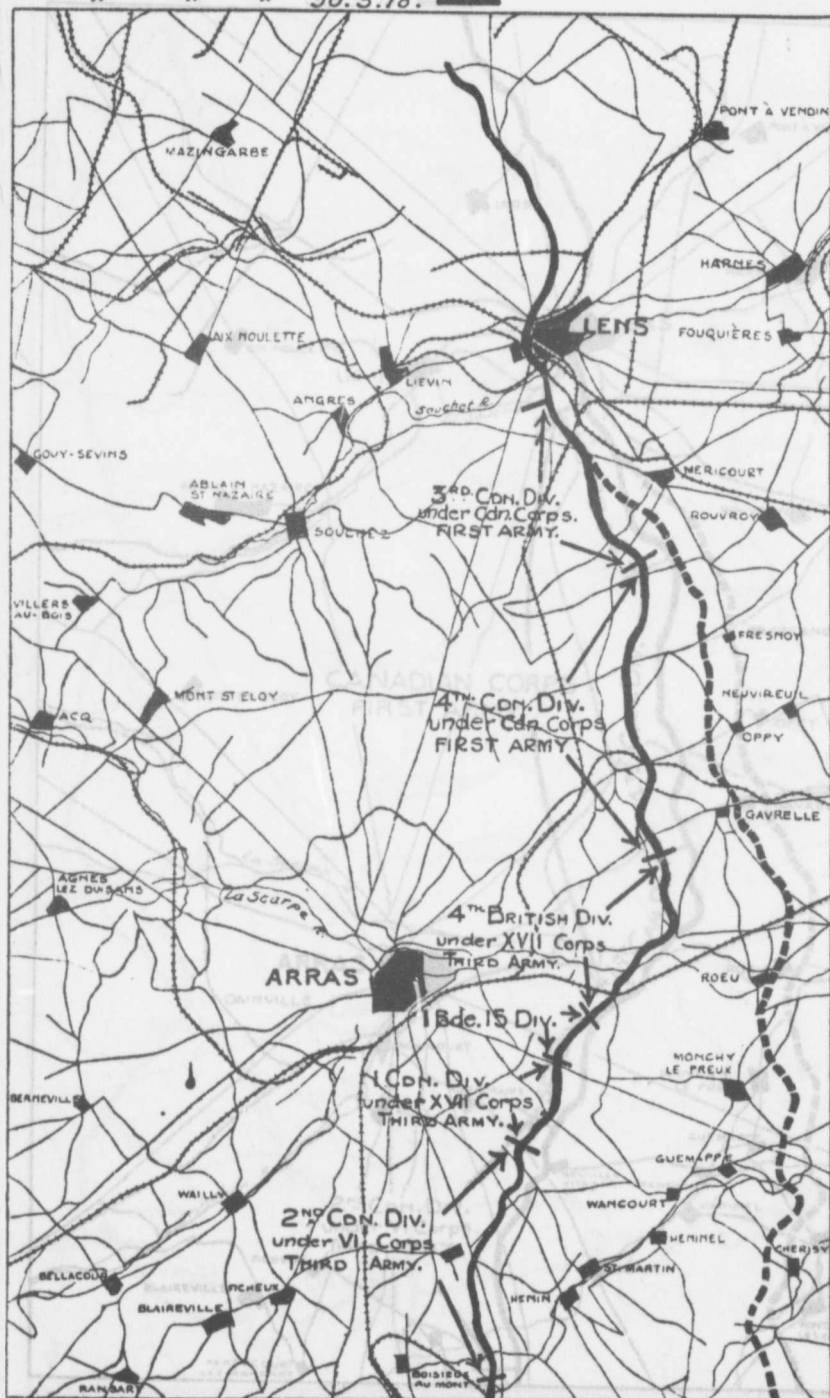 " " " 30.3.18.
PONT À VENDIN
MAZINGARBE
HARNES
LENS
FOUQUIÈRES
AIX NOULETTE
LIEVIN
ANGRES
Souchez R.
GOUY-SEVINS
ABLAIN
ST NAZAIRE
MERICOURT
3RD CDN. DIV.
under Cdn. Corps.
FIRST ARMY.
ROUVROY
SOUCHEZ
VILLERS
AU-BOIS
FRESNOY
CANADIAN CORPS
FIRST
MONT ST ELOY
4TH CDN. DIV.
under Cdn. Corps
FIRST ARMY
NEUVIREUL
ACQ
OPPY
GAVRELLE
AGNES
LEZ DUISANS
La Scarpe R.
4TH BRITISH DIV.
under XVII Corps
THIRD ARMY.
ARRAS
ROEU
1 Bde. 15 Div.
MONCHY
LE PREUX
1 CDN. DIV.
under XVII Corps
THIRD ARMY.
BERNEVILLE
GUEMAPPE
WAILLY
WANCOURT
2ND CDN. DIV.
under VI Corps
THIRD ARMY.
HENINEL
CHERISY
BELLACOUR
ST. MARTIN
FICHEUX
HENIN
BLAIREVILLE
BOISIEUX
AU MONT
RANSART